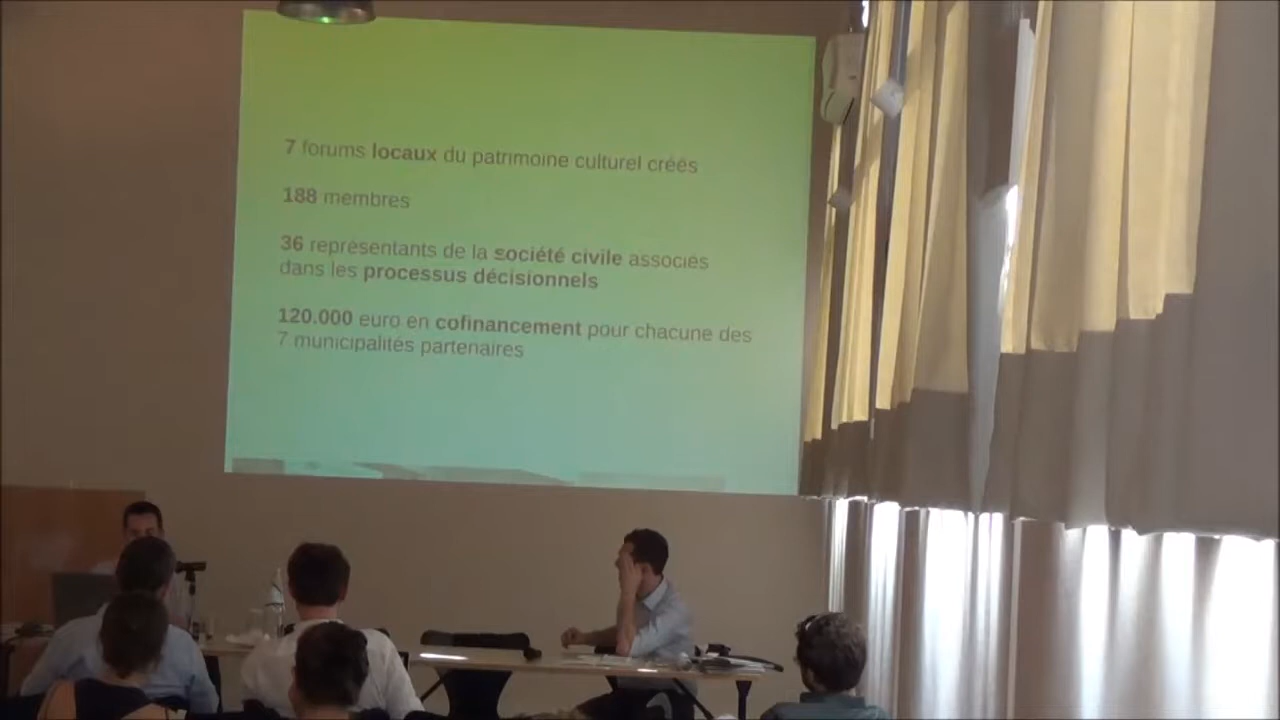 7 forums locaux du patrimoine culturel créés
188 membres
36 représentants de la société civile associés
dans les processus décisionnels
120.000 euro en cofinancement pour chacune des
7 municipalités partenaires